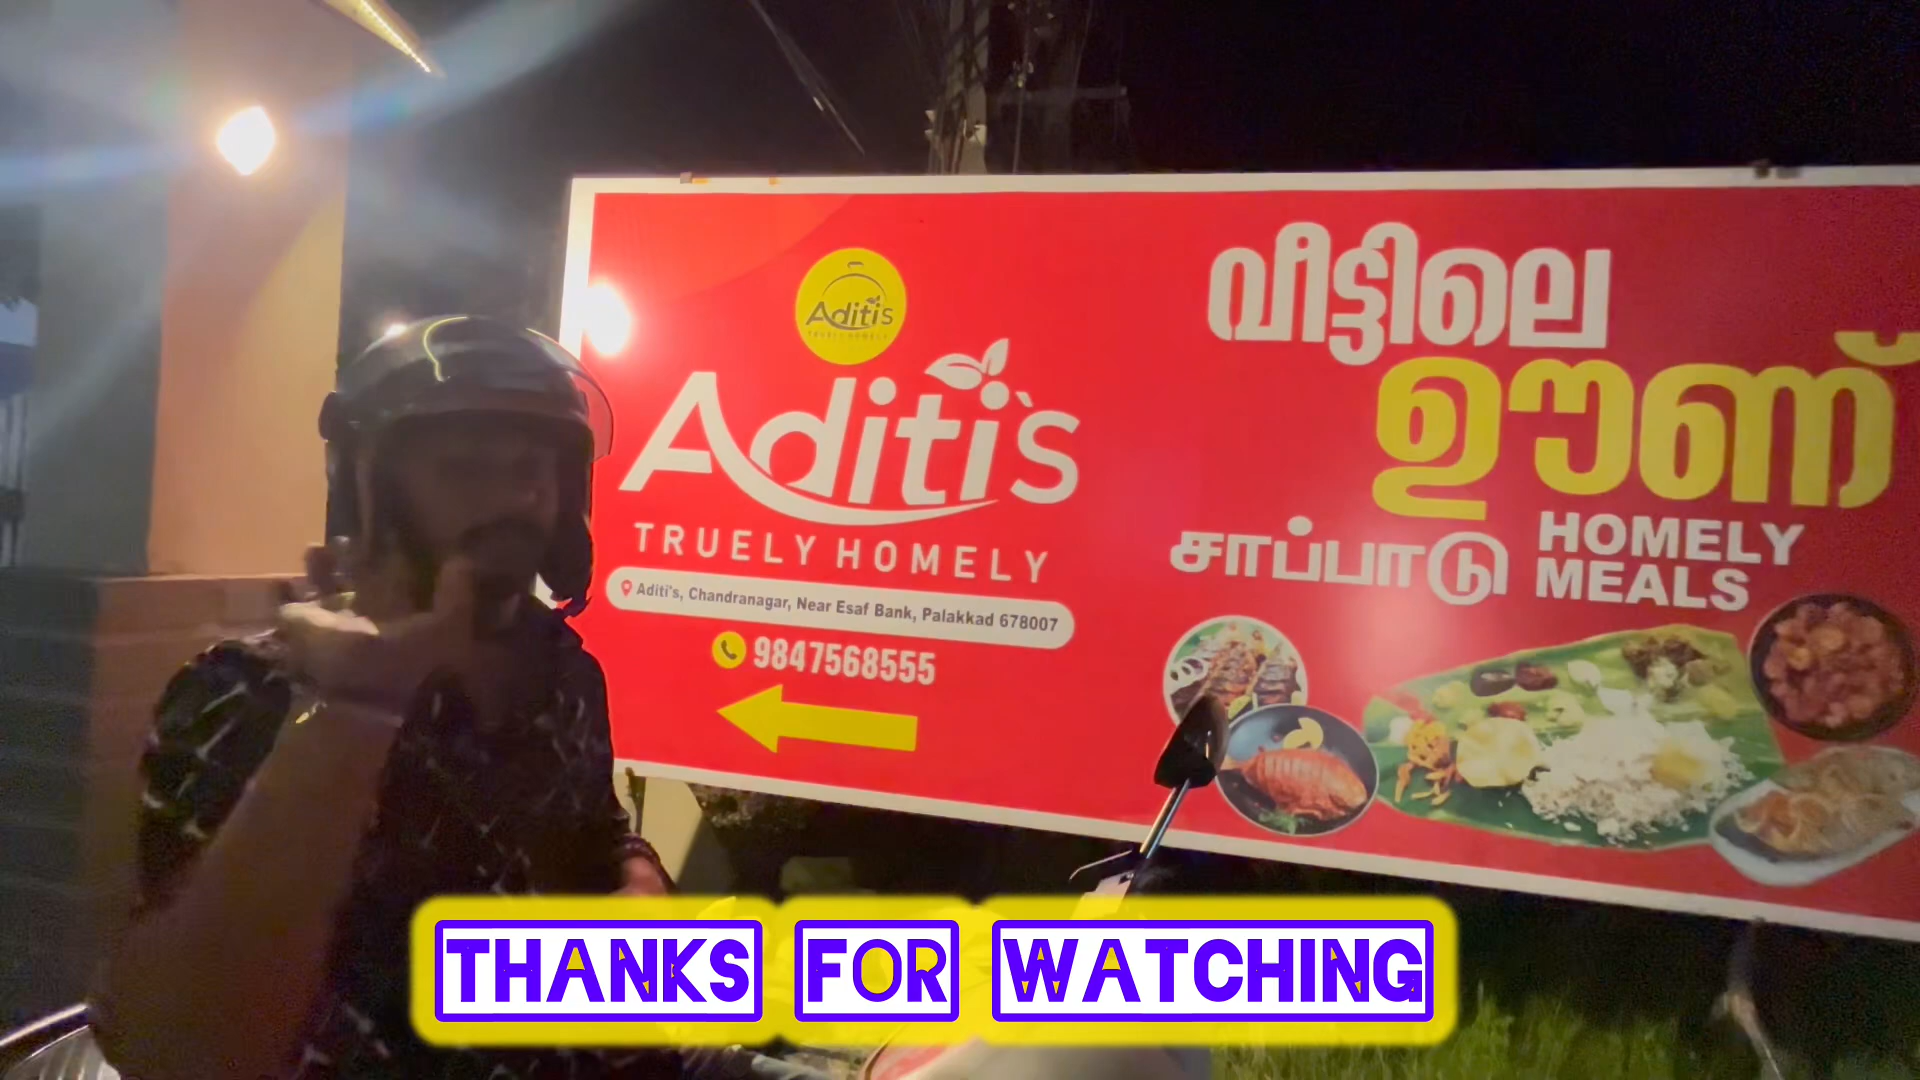 Aditi's
TRUELY HOMELY
Aditi's
TRUELY HOMELY
Aditi's, Chandranagar, Near Esaf Bank, Palakkad 678007
9847568555
വീട്ടിലെ
ഊണ്
சாப்பாடு
HOMELY
MEALS
THANKS FOR WATCHING